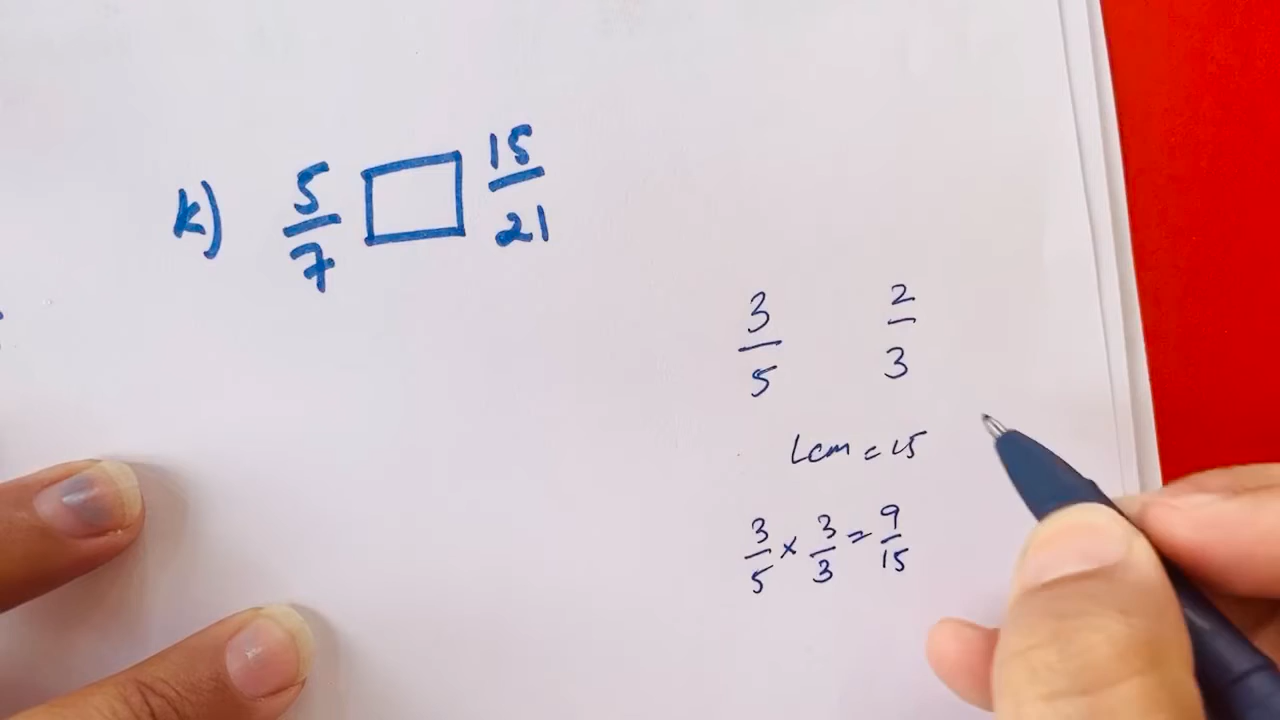 k) 5/7 □ 15/21
3/5 2/3
Lcm = 15
3/5 × 3/3 = 9/15